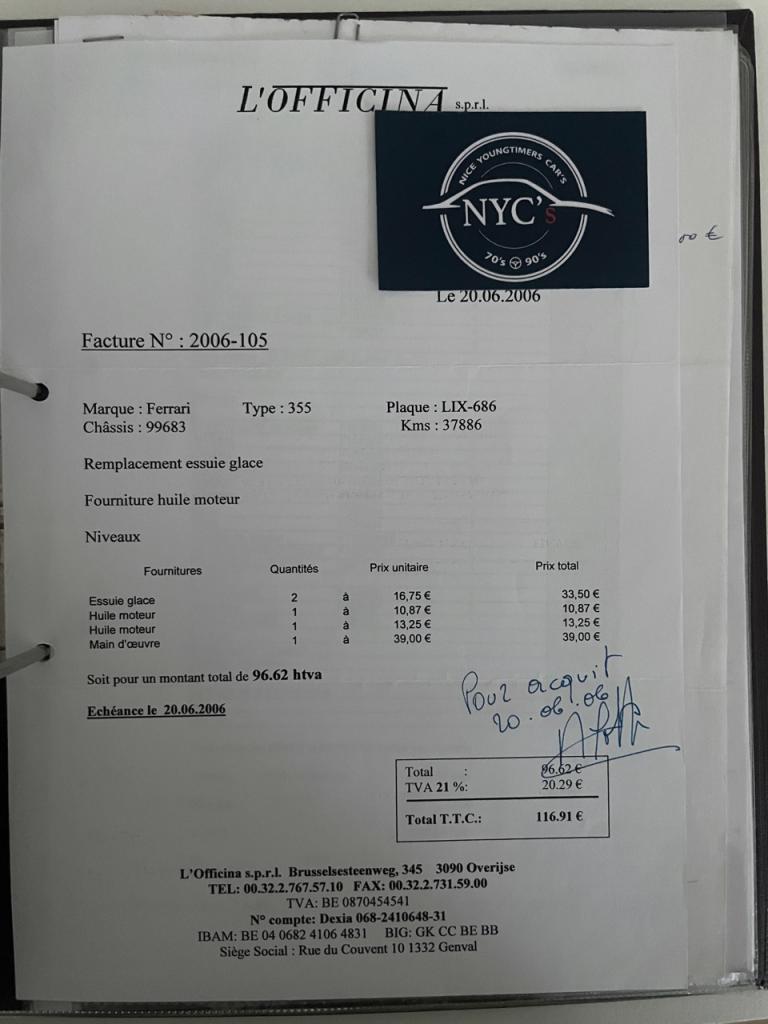 L'OFFICINA s.p.r.l.
NICE YOUNGTIMERS CAR'S
NYC's
70's 90's
€
Le 20.06.2006
Facture N° : 2006-105
Marque : Ferrari Type : 355 Plaque : LIX-686
Châssis : 99683 Kms : 37886
Remplacement essuie glace
Fourniture huile moteur
Niveaux
Fournitures Quantités Prix unitaire Prix total
Essuie glace 2 à 16,75 € 33,50 €
Huile moteur 1 à 10,87 € 10,87 €
Huile moteur 1 à 13,25 € 13,25 €
Main d'œuvre 1 à 39,00 € 39,00 €
Soit pour un montant total de 96.62 htva
Echéance le 20.06.2006
Pour acquit
20.06.06
Total : 96.62 €
TVA 21 %: 20.29 €
Total T.T.C.: 116.91 €
L'Officina s.p.r.l. Brusselsesteenweg, 345 3090 Overijse
TEL: 00.32.2.767.57.10 FAX: 00.32.2.731.59.00
TVA: BE 0870454541
N° compte: Dexia 068-2410648-31
IBAM: BE 04 0682 4106 4831 BIG: GK CC BE BB
Siège Social : Rue du Couvent 10 1332 Genval